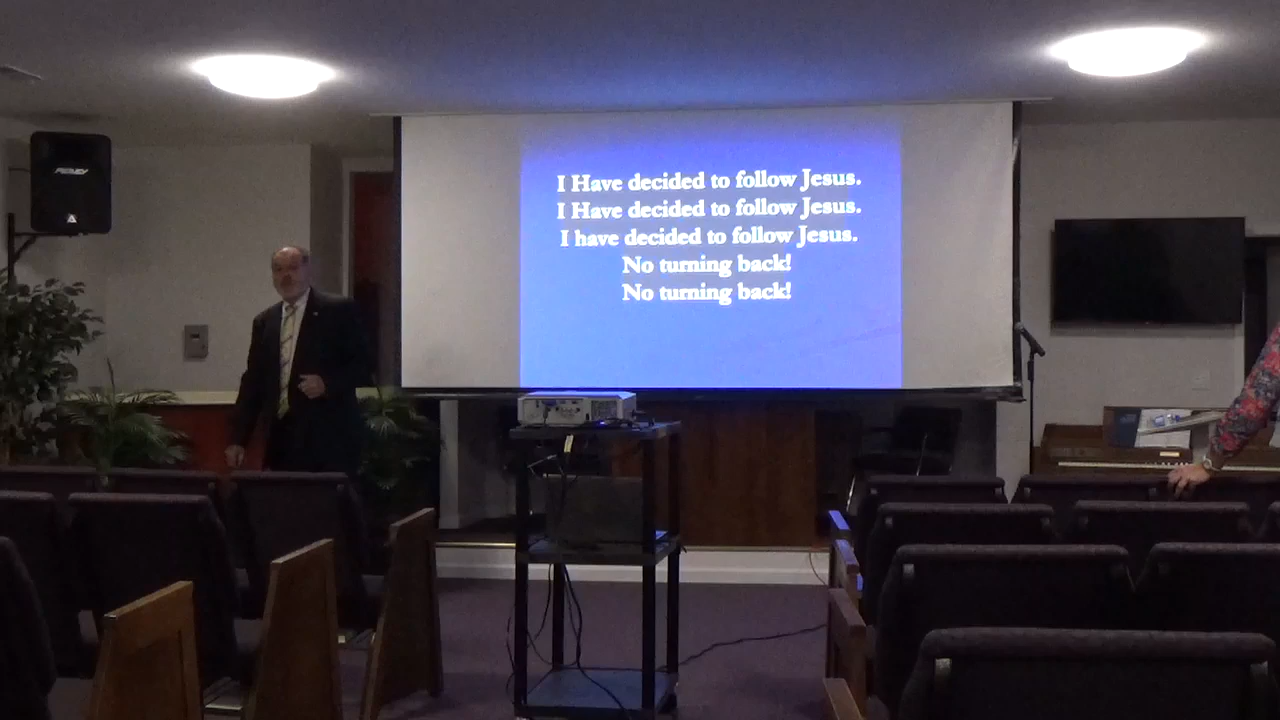 PEAVEY
I Have decided to follow Jesus.
I Have decided to follow Jesus.
I have decided to follow Jesus.
No turning back!
No turning back!